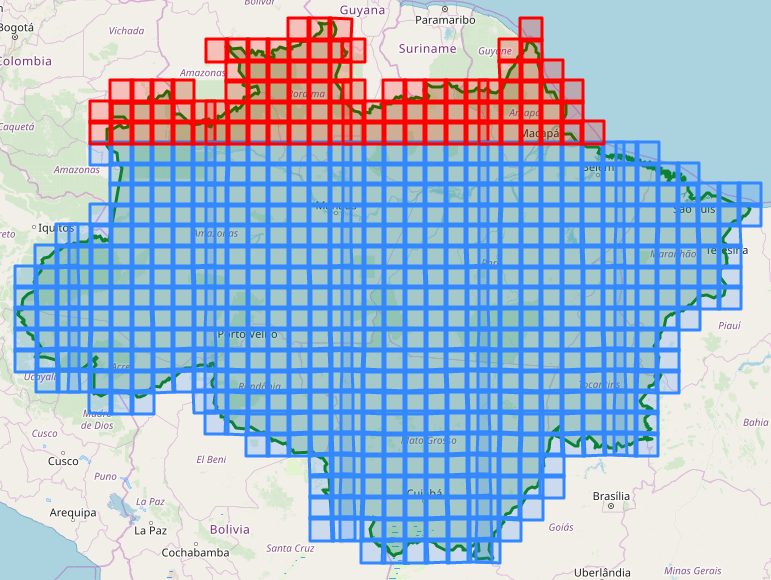 Bolívar
Guyana
Bogotá
Vichada
Paramaribo
Colombia
Suriname
Guyane
Amazonas
Roraima
Amapá
Caquetá
Macapá
Amazonas
Belém
São Luís
Iquitos
Amazonas
Manaus
Pará
Maranhão
Teresina
Porto Velho
Piauí
Ucayali
Acre
Rondônia
Tocantins
Madre
de Dios
Bahia
Cusco
Mato Grosso
Cusco
El Beni
Puno
Cuiabá
Brasília
Arequipa
La Paz
La Paz
Bolivia
Goiás
Cochabamba
Santa Cruz
Uberlândia
Minas Gerais